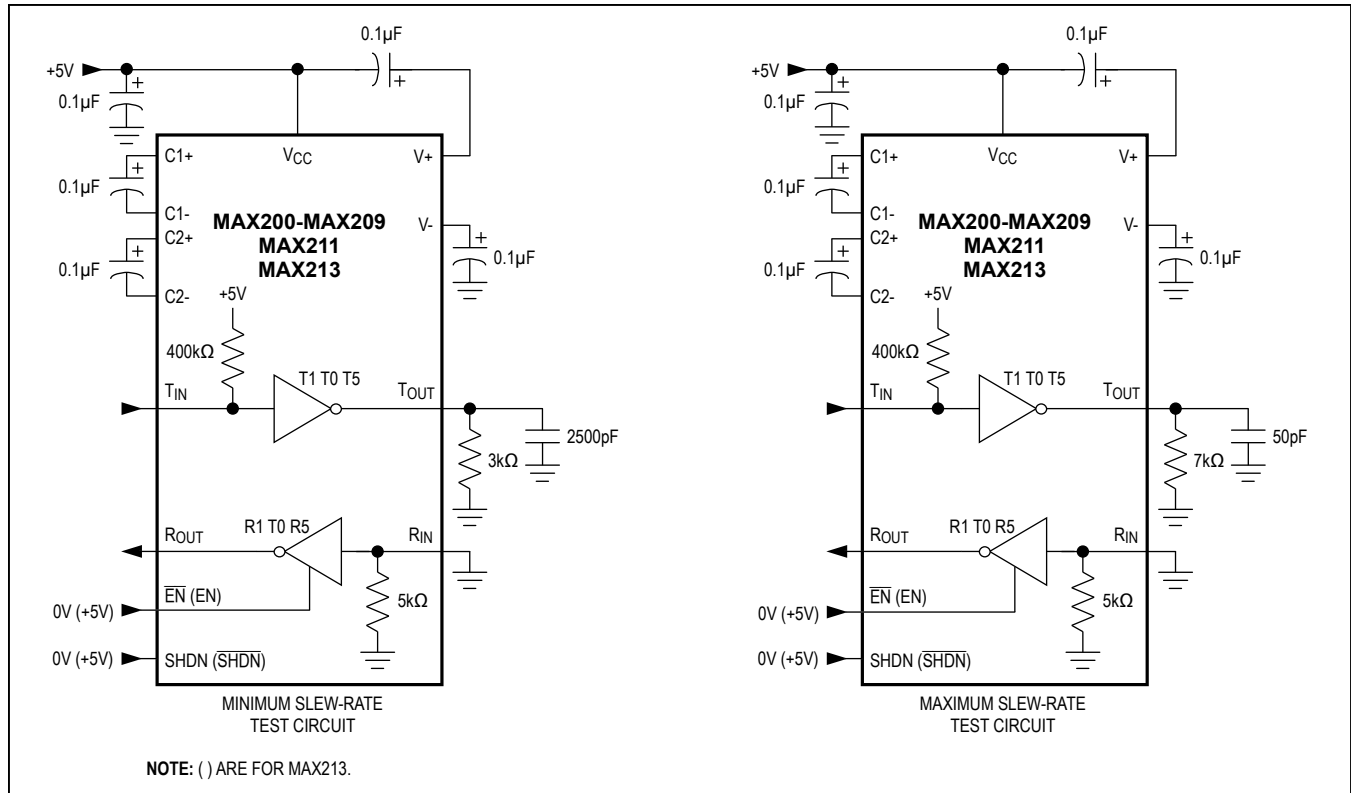 0.1µF
+5V
0.1µF
C1+
VCC
V+
0.1µF
C1-
MAX200-MAX209
V-
C2+
MAX211
0.1µF
MAX213
0.1µF
C2-
+5V
400kΩ
T1 T0 T5
TIN
TOUT
2500pF
3kΩ
ROUT
R1 T0 R5
RIN
EN (EN)
0V (+5V)
5kΩ
0V (+5V)
SHDN (SHDN)
MINIMUM SLEW-RATE
TEST CIRCUIT
0.1µF
+5V
0.1µF
C1+
VCC
V+
0.1µF
C1-
MAX200-MAX209
V-
C2+
MAX211
0.1µF
MAX213
0.1µF
C2-
+5V
400kΩ
T1 T0 T5
TIN
TOUT
50pF
7kΩ
ROUT
R1 T0 R5
RIN
EN (EN)
0V (+5V)
5kΩ
0V (+5V)
SHDN (SHDN)
MAXIMUM SLEW-RATE
TEST CIRCUIT
NOTE: ( ) ARE FOR MAX213.